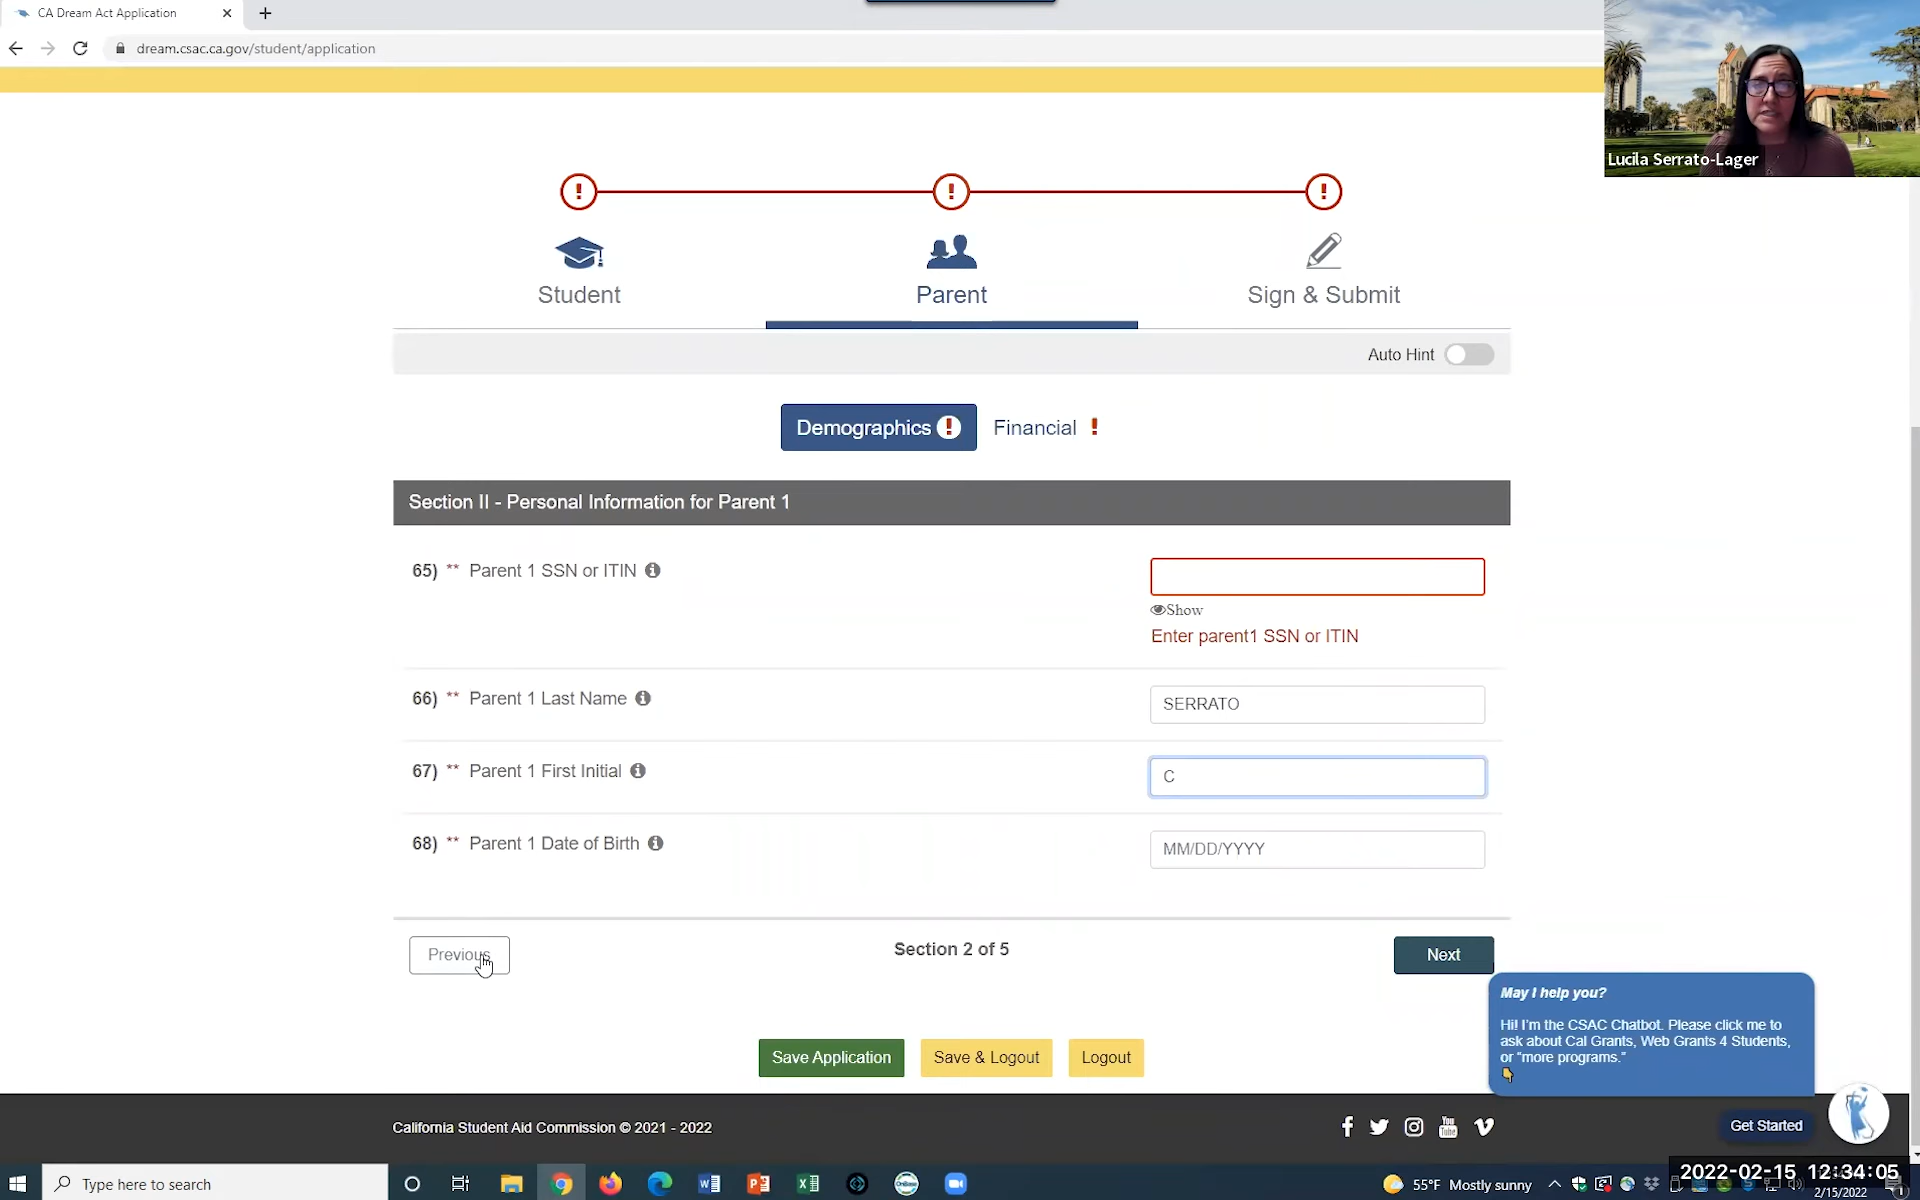 CA Dream Act Application
dream.csac.ca.gov/student/application
Lucila Serrato-Lager
Student
Parent
Sign & Submit
Auto Hint
Demographics !
Financial !
Section II - Personal Information for Parent 1
65) ** Parent 1 SSN or ITIN
Show
Enter parent1 SSN or ITIN
66) ** Parent 1 Last Name
SERRATO
67) ** Parent 1 First Initial
C
68) ** Parent 1 Date of Birth
MM/DD/YYYY
Previous
Section 2 of 5
Next
May I help you?
Hi! I'm the CSAC Chatbot. Please click me to
ask about Cal Grants, Web Grants 4 Students,
or "more programs."
Save Application
Save & Logout
Logout
Get Started
California Student Aid Commission © 2021 - 2022
You
Tube
Type here to search
55°F Mostly sunny
2022-02-15 12:34:05
2/15/2022